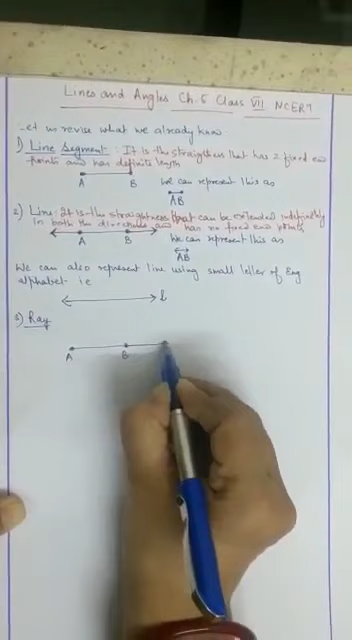 Lines and Angles Ch. 5 Class VII NCERT
Let us revise what we already know
1) Line Segment : It is the straightness that has 2 fixed end
points and has definite length
A B We can represent this as
AB
2) Line: It is the straightness that can be extended indefinitely
in both the directions and has no fixed end points
A B We can represent this as
AB
We can also represent line using small letter of Eng
alphabet i.e
l
3) Ray
A B